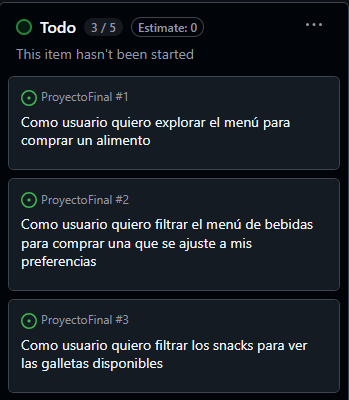 Todo 3 / 5 Estimate: 0
This item hasn't been started
ProyectoFinal #1
Como usuario quiero explorar el menú para
comprar un alimento
ProyectoFinal #2
Como usuario quiero filtrar el menú de bebidas
para comprar una que se ajuste a mis
preferencias
ProyectoFinal #3
Como usuario quiero filtrar los snacks para ver
las galletas disponibles